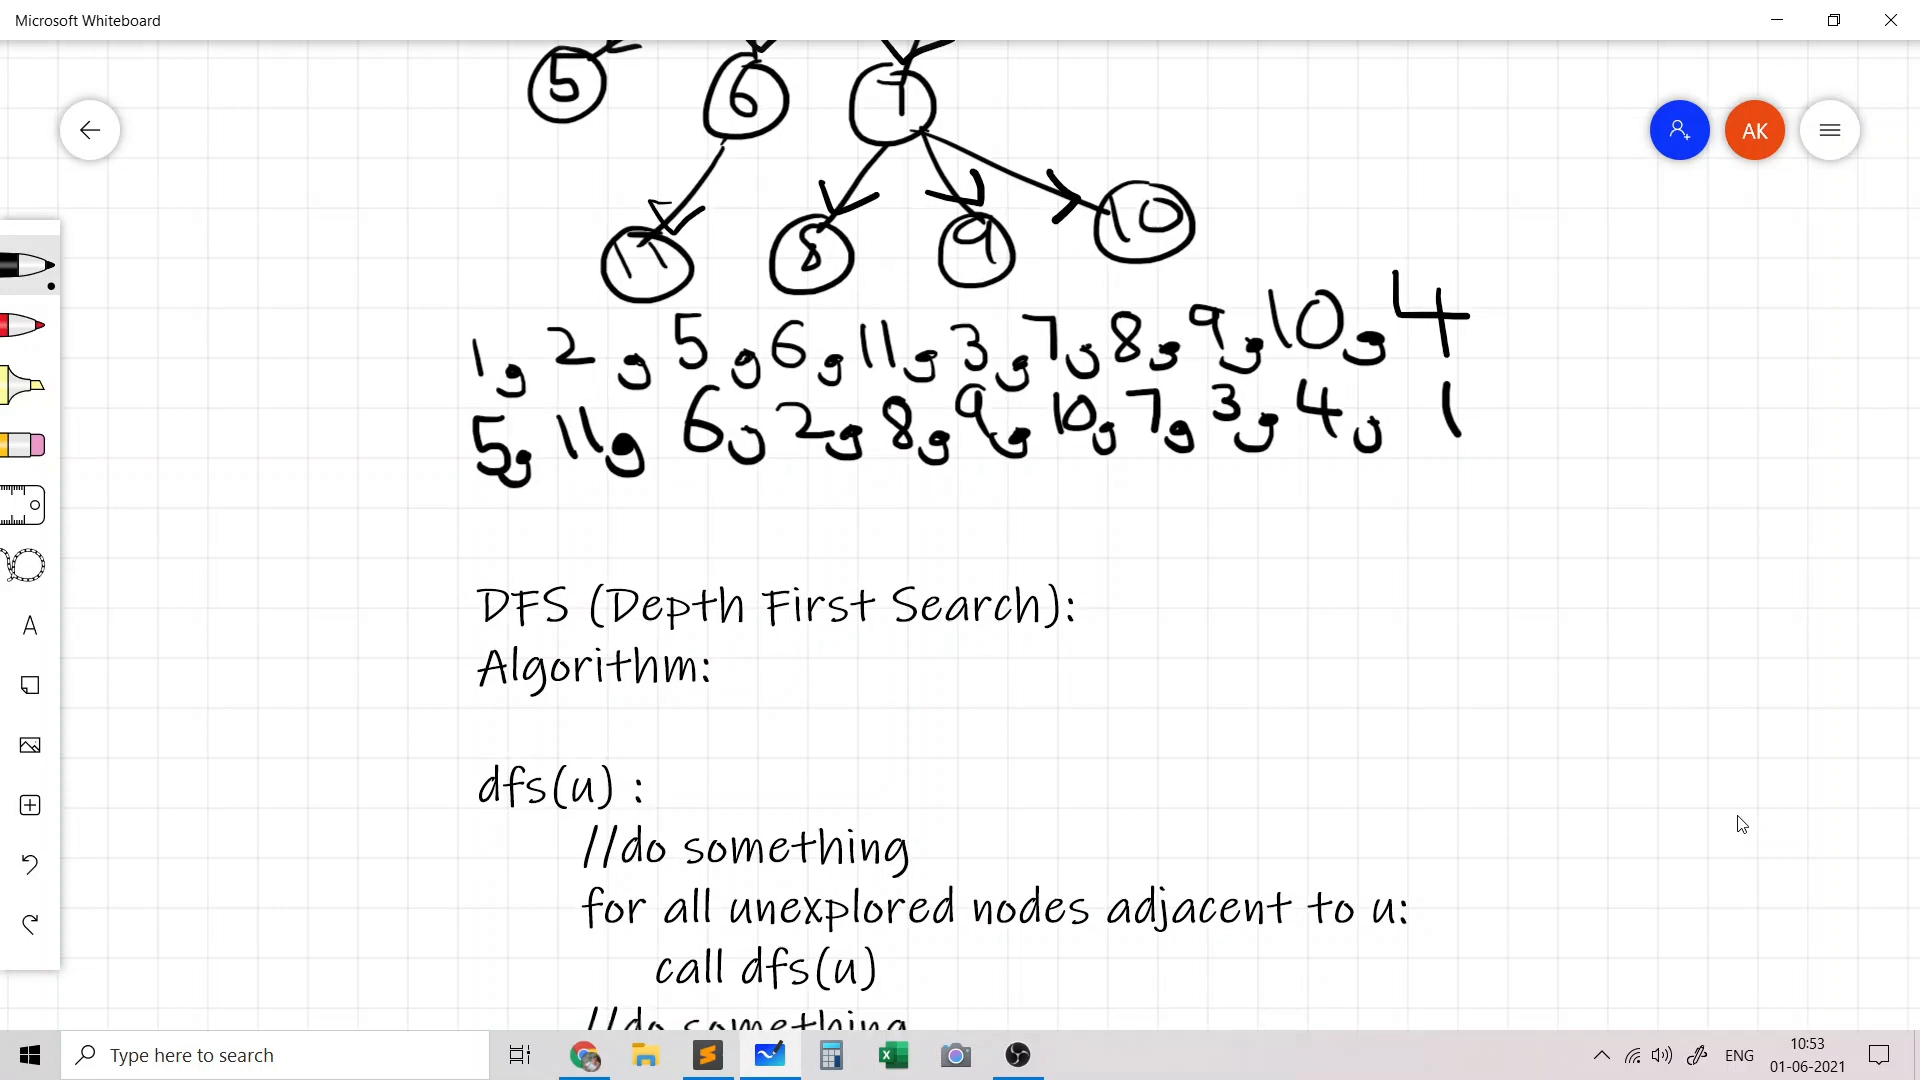 Microsoft Whiteboard
5 6 7
AK
11 8 9 10
1, 2, 5, 6, 11, 3, 7, 8, 9, 10, 4
5, 11, 6, 2, 8, 9, 10, 7, 3, 4, 1
DFS (Depth First Search):
Algorithm:
dfs(u) :
//do something
for all unexplored nodes adjacent to u:
call dfs(u)
//do something
Type here to search
ENG
10:53
01-06-2021